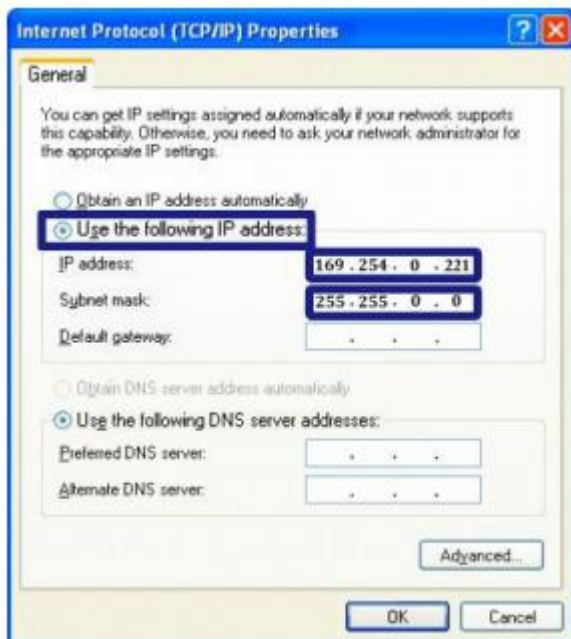 Internet Protocol (TCP/IP) Properties
General
You can get IP settings assigned automatically if your network supports
this capability. Otherwise, you need to ask your network administrator for
the appropriate IP settings.
Obtain an IP address automatically
Use the following IP address:
IP address: 169 . 254 . 0 . 221
Subnet mask: 255 . 255 . 0 . 0
Default gateway: . . .
Obtain DNS server address automatically
Use the following DNS server addresses:
Preferred DNS server: . . .
Alternate DNS server: . . .
Advanced...
OK Cancel